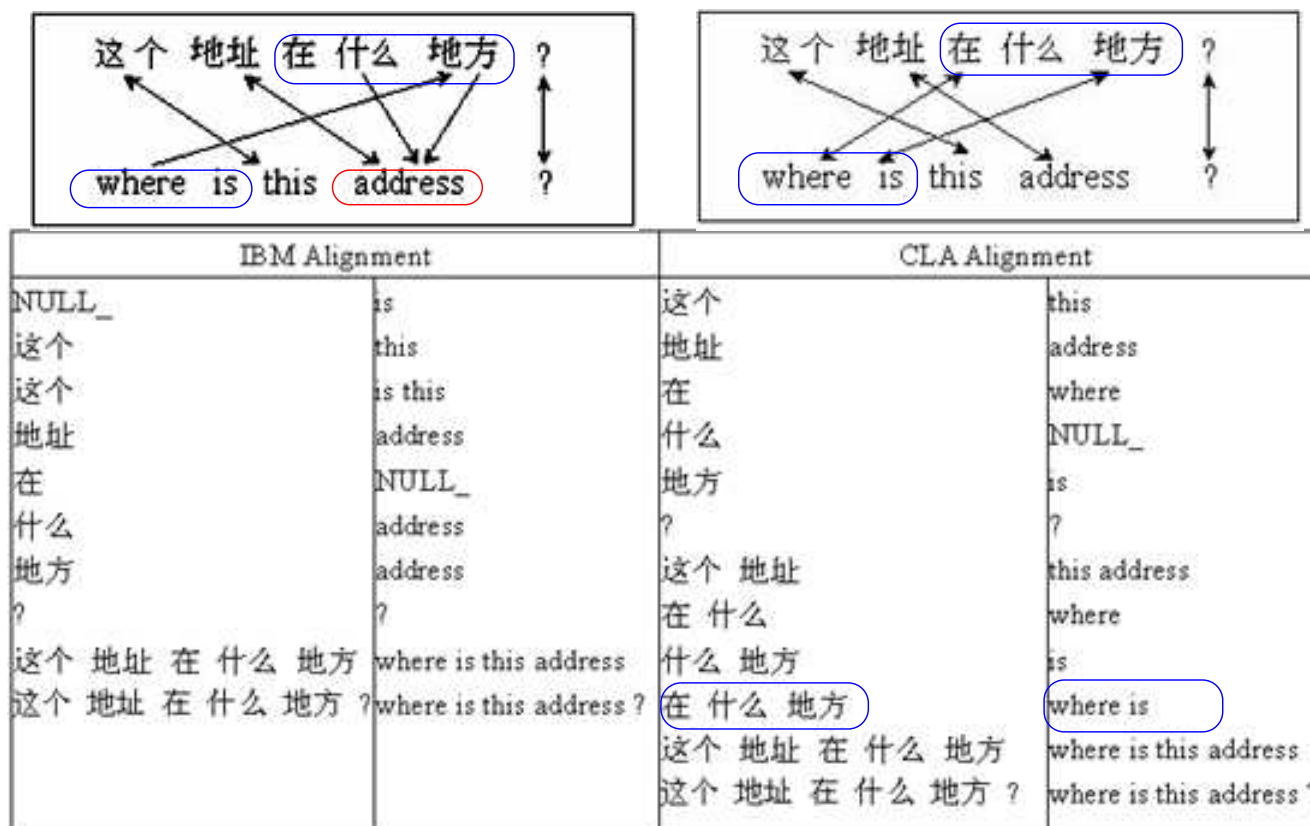 这个 地址 在 什么 地方 ?
where is this address ?
这个 地址 在 什么 地方 ?
where is this address ?
IBM Alignment CLA Alignment
NULL_ is 这个 this
这个 this 地址 address
这个 is this 在 where
地址 address 什么 NULL_
在 NULL_ 地方 is
什么 address ? ?
地方 address 这个 地址 this address
? ? 在 什么 where
这个 地址 在 什么 地方 where is this address 什么 地方 is
这个 地址 在 什么 地方 ? where is this address ? 在 什么 地方 where is
这个 地址 在 什么 地方 where is this address
这个 地址 在 什么 地方 ? where is this address ?